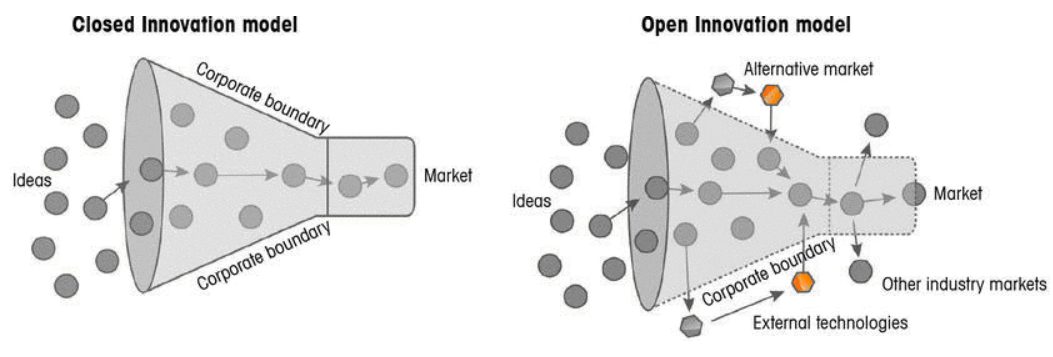 Closed Innovation model
Corporate boundary
Ideas
Market
Corporate boundary
Open Innovation model
Alternative market
Ideas
Market
Corporate boundary
Other industry markets
External technologies